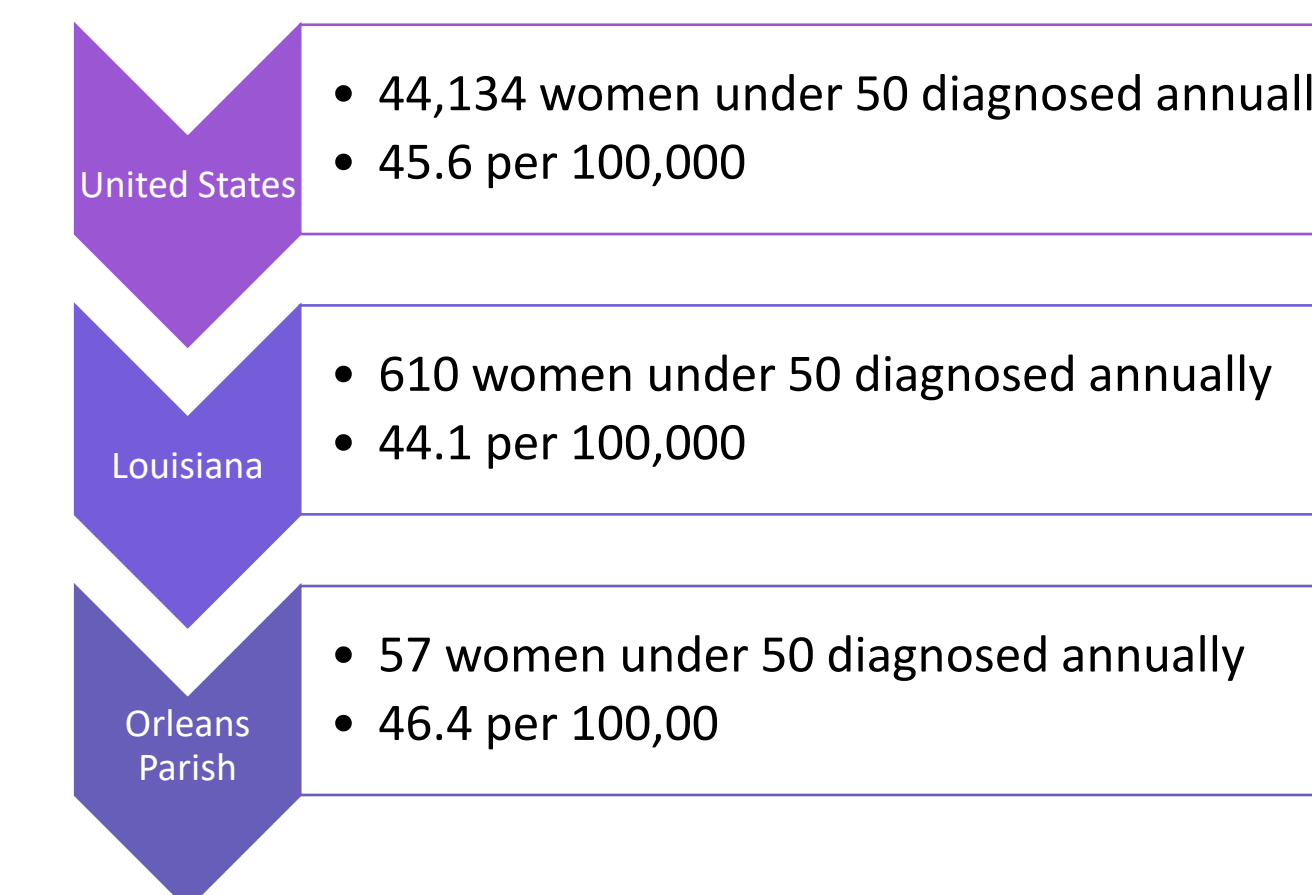 United States
• 44,134 women under 50 diagnosed annuall
• 45.6 per 100,000
Louisiana
• 610 women under 50 diagnosed annually
• 44.1 per 100,000
Orleans
Parish
• 57 women under 50 diagnosed annually
• 46.4 per 100,00